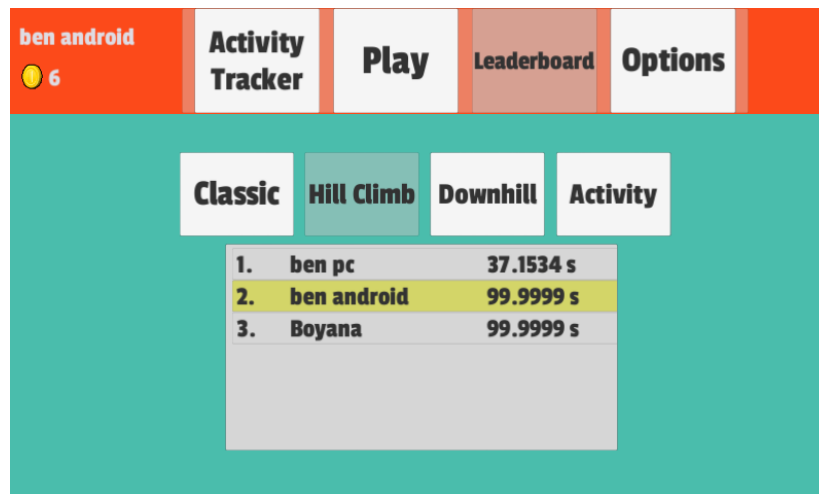 ben android
6
Activity Tracker
Play
Leaderboard
Options
Classic
Hill Climb
Downhill
Activity
1. ben pc 37.1534 s
2. ben android 99.9999 s
3. Boyana 99.9999 s